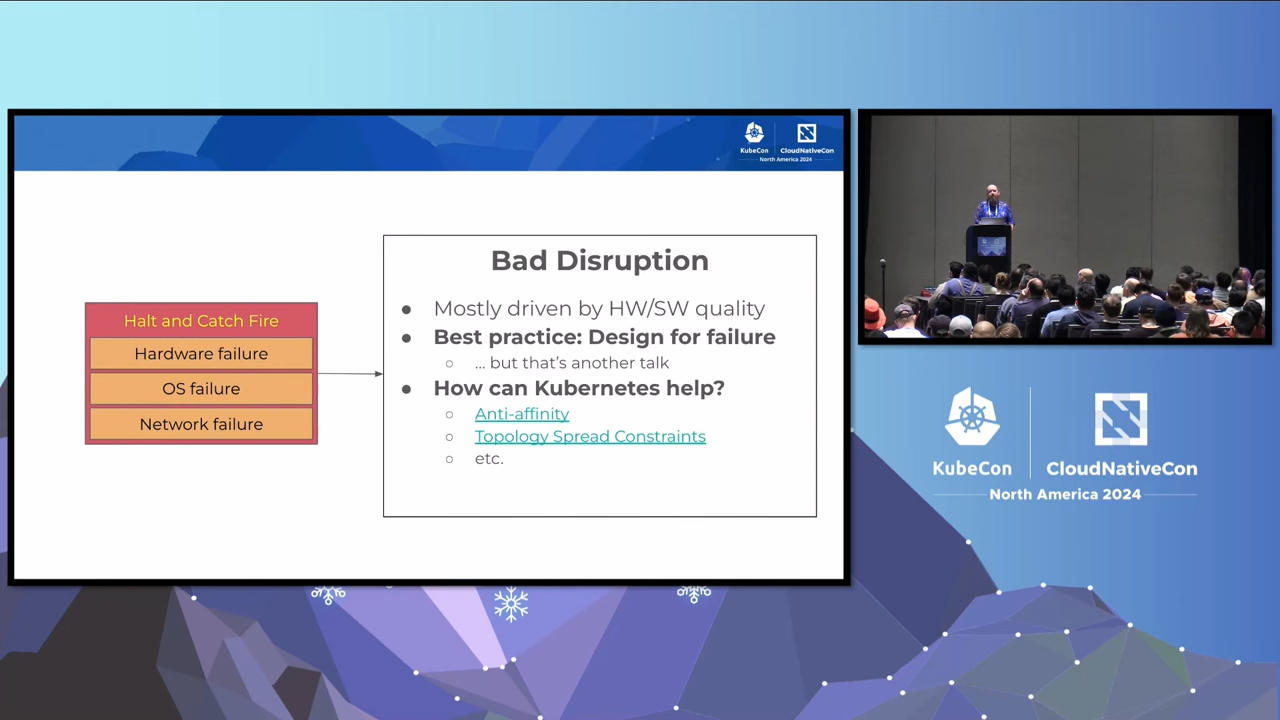 KubeCon
CloudNativeCon
North America 2024
Halt and Catch Fire
Hardware failure
OS failure
Network failure
Bad Disruption
● Mostly driven by HW/SW quality
● Best practice: Design for failure
○ ... but that's another talk
● How can Kubernetes help?
○ Anti-affinity
○ Topology Spread Constraints
○ etc.
KubeCon
CloudNativeCon
North America 2024